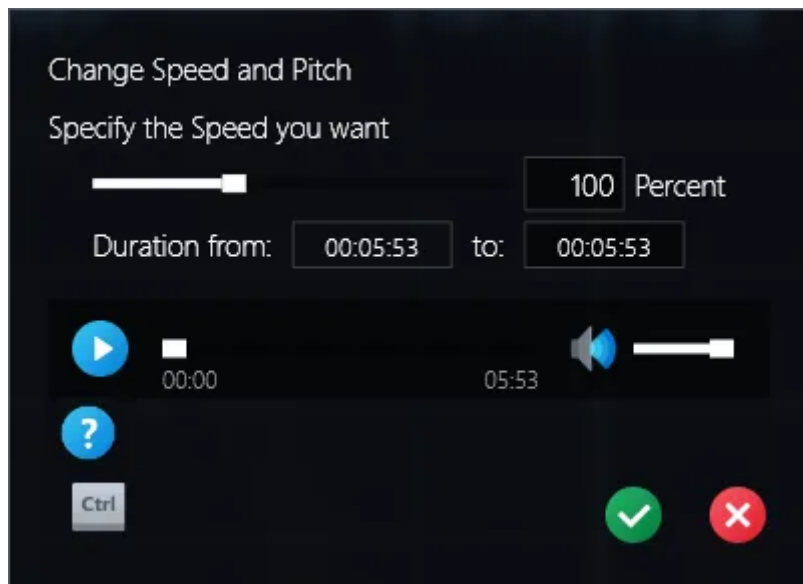 Change Speed and Pitch
Specify the Speed you want
100 Percent
Duration from: 00:05:53 to: 00:05:53
00:00 05:53
?
Ctrl